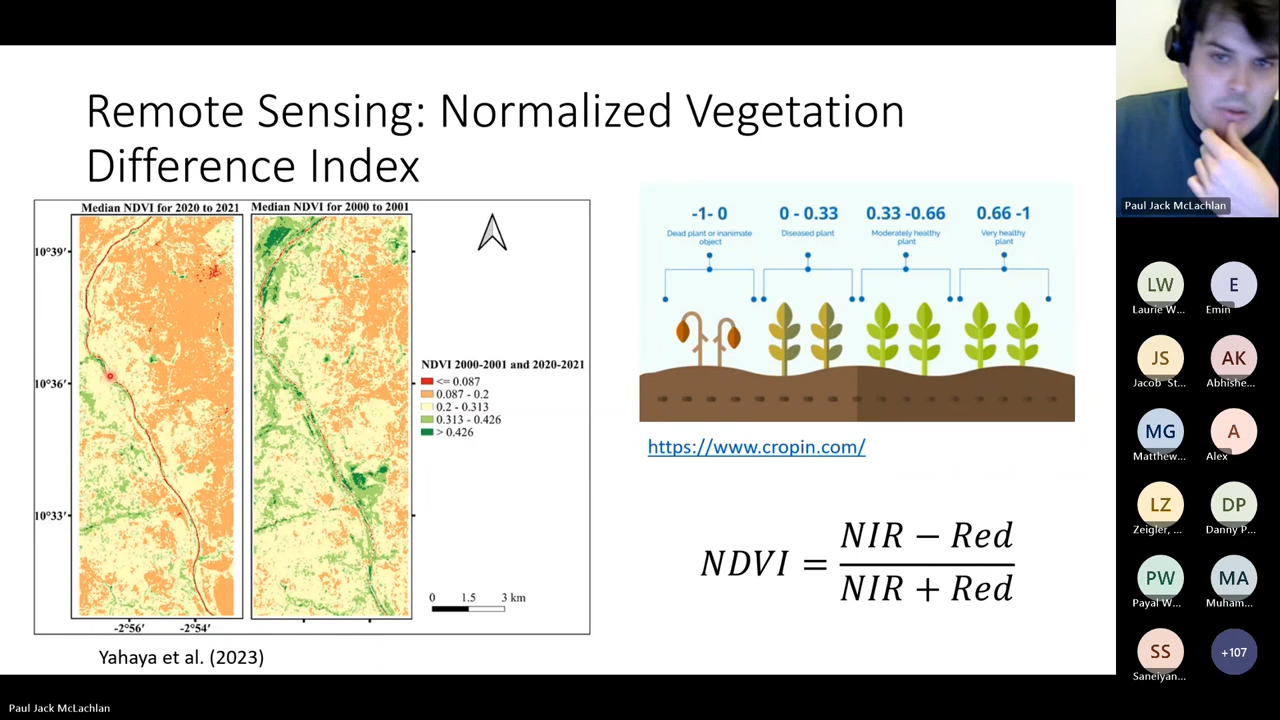 Remote Sensing: Normalized Vegetation
Difference Index
Median NDVI for 2020 to 2021
Median NDVI for 2000 to 2001
10°39'
10°36'
10°33'
-2°56'
-2°54'
NDVI 2000-2001 and 2020-2021
<= 0.087
0.087 - 0.2
0.2 - 0.313
0.313 - 0.426
> 0.426
0 1.5 3 km
Yahaya et al. (2023)
-1- 0
Dead plant or inanimate
object
0 - 0.33
Diseased plant
0.33 -0.66
Moderately healthy
plant
0.66 -1
Very healthy
plant
https://www.cropin.com/
NDVI = (NIR − Red) / (NIR + Red)
Paul Jack McLachlan
LW
Laurie W...
E
Emin
JS
Jacob St...
AK
Abhishe...
MG
Matthew...
A
Alex
LZ
Zeigler, ...
DP
Danny P...
PW
Payal W...
MA
Muham...
SS
Saneiyan...
+107
Paul Jack McLachlan